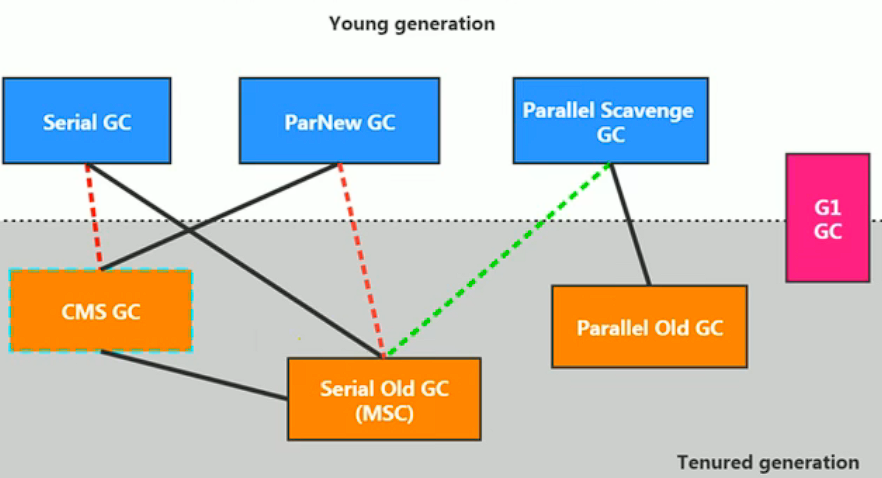 Young generation
Serial GC
ParNew GC
Parallel Scavenge
GC
G1
GC
CMS GC
Parallel Old GC
Serial Old GC
(MSC)
Tenured generation